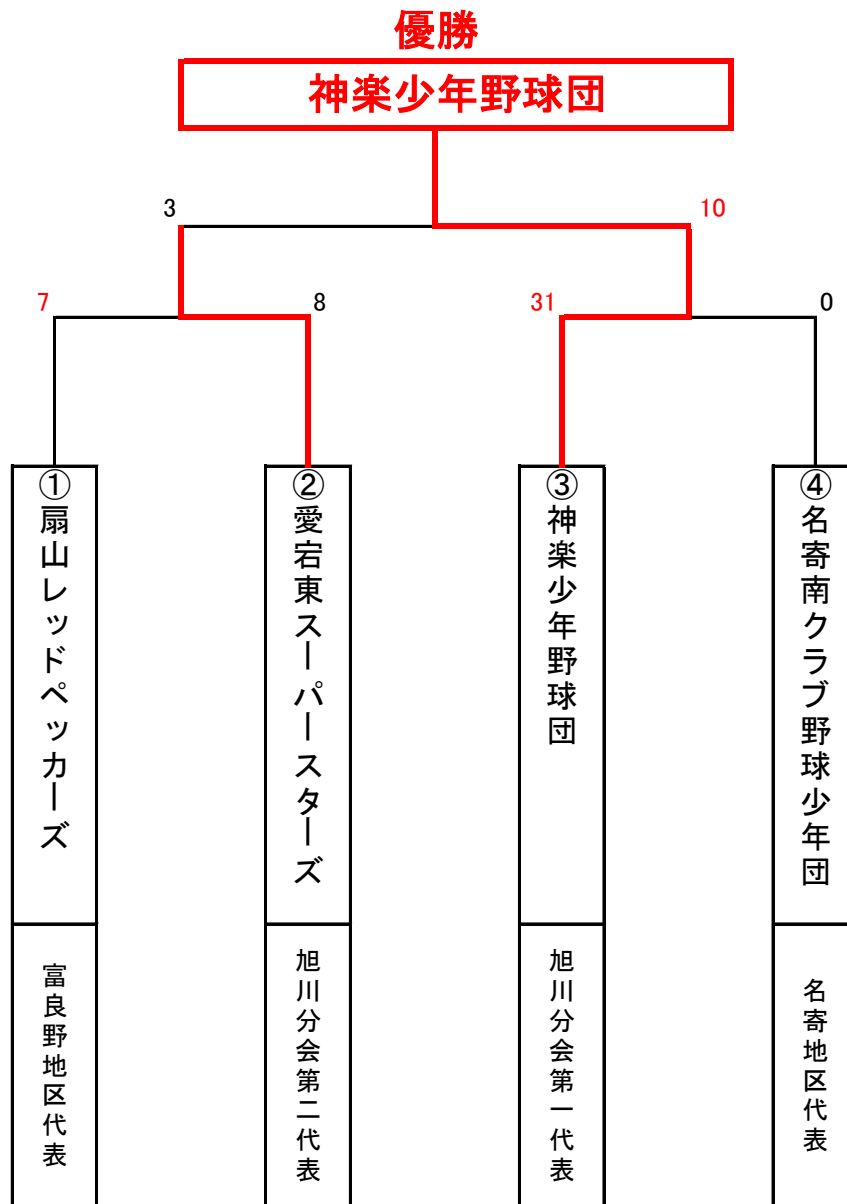 優勝
神楽少年野球団
3
10
7
8
31
0
①扇山レッドペッカーズ
②愛宕東スーパースターズ
③神楽少年野球団
④名寄南クラブ野球少年団
富良野地区代表
旭川分会第二代表
旭川分会第一代表
名寄地区代表